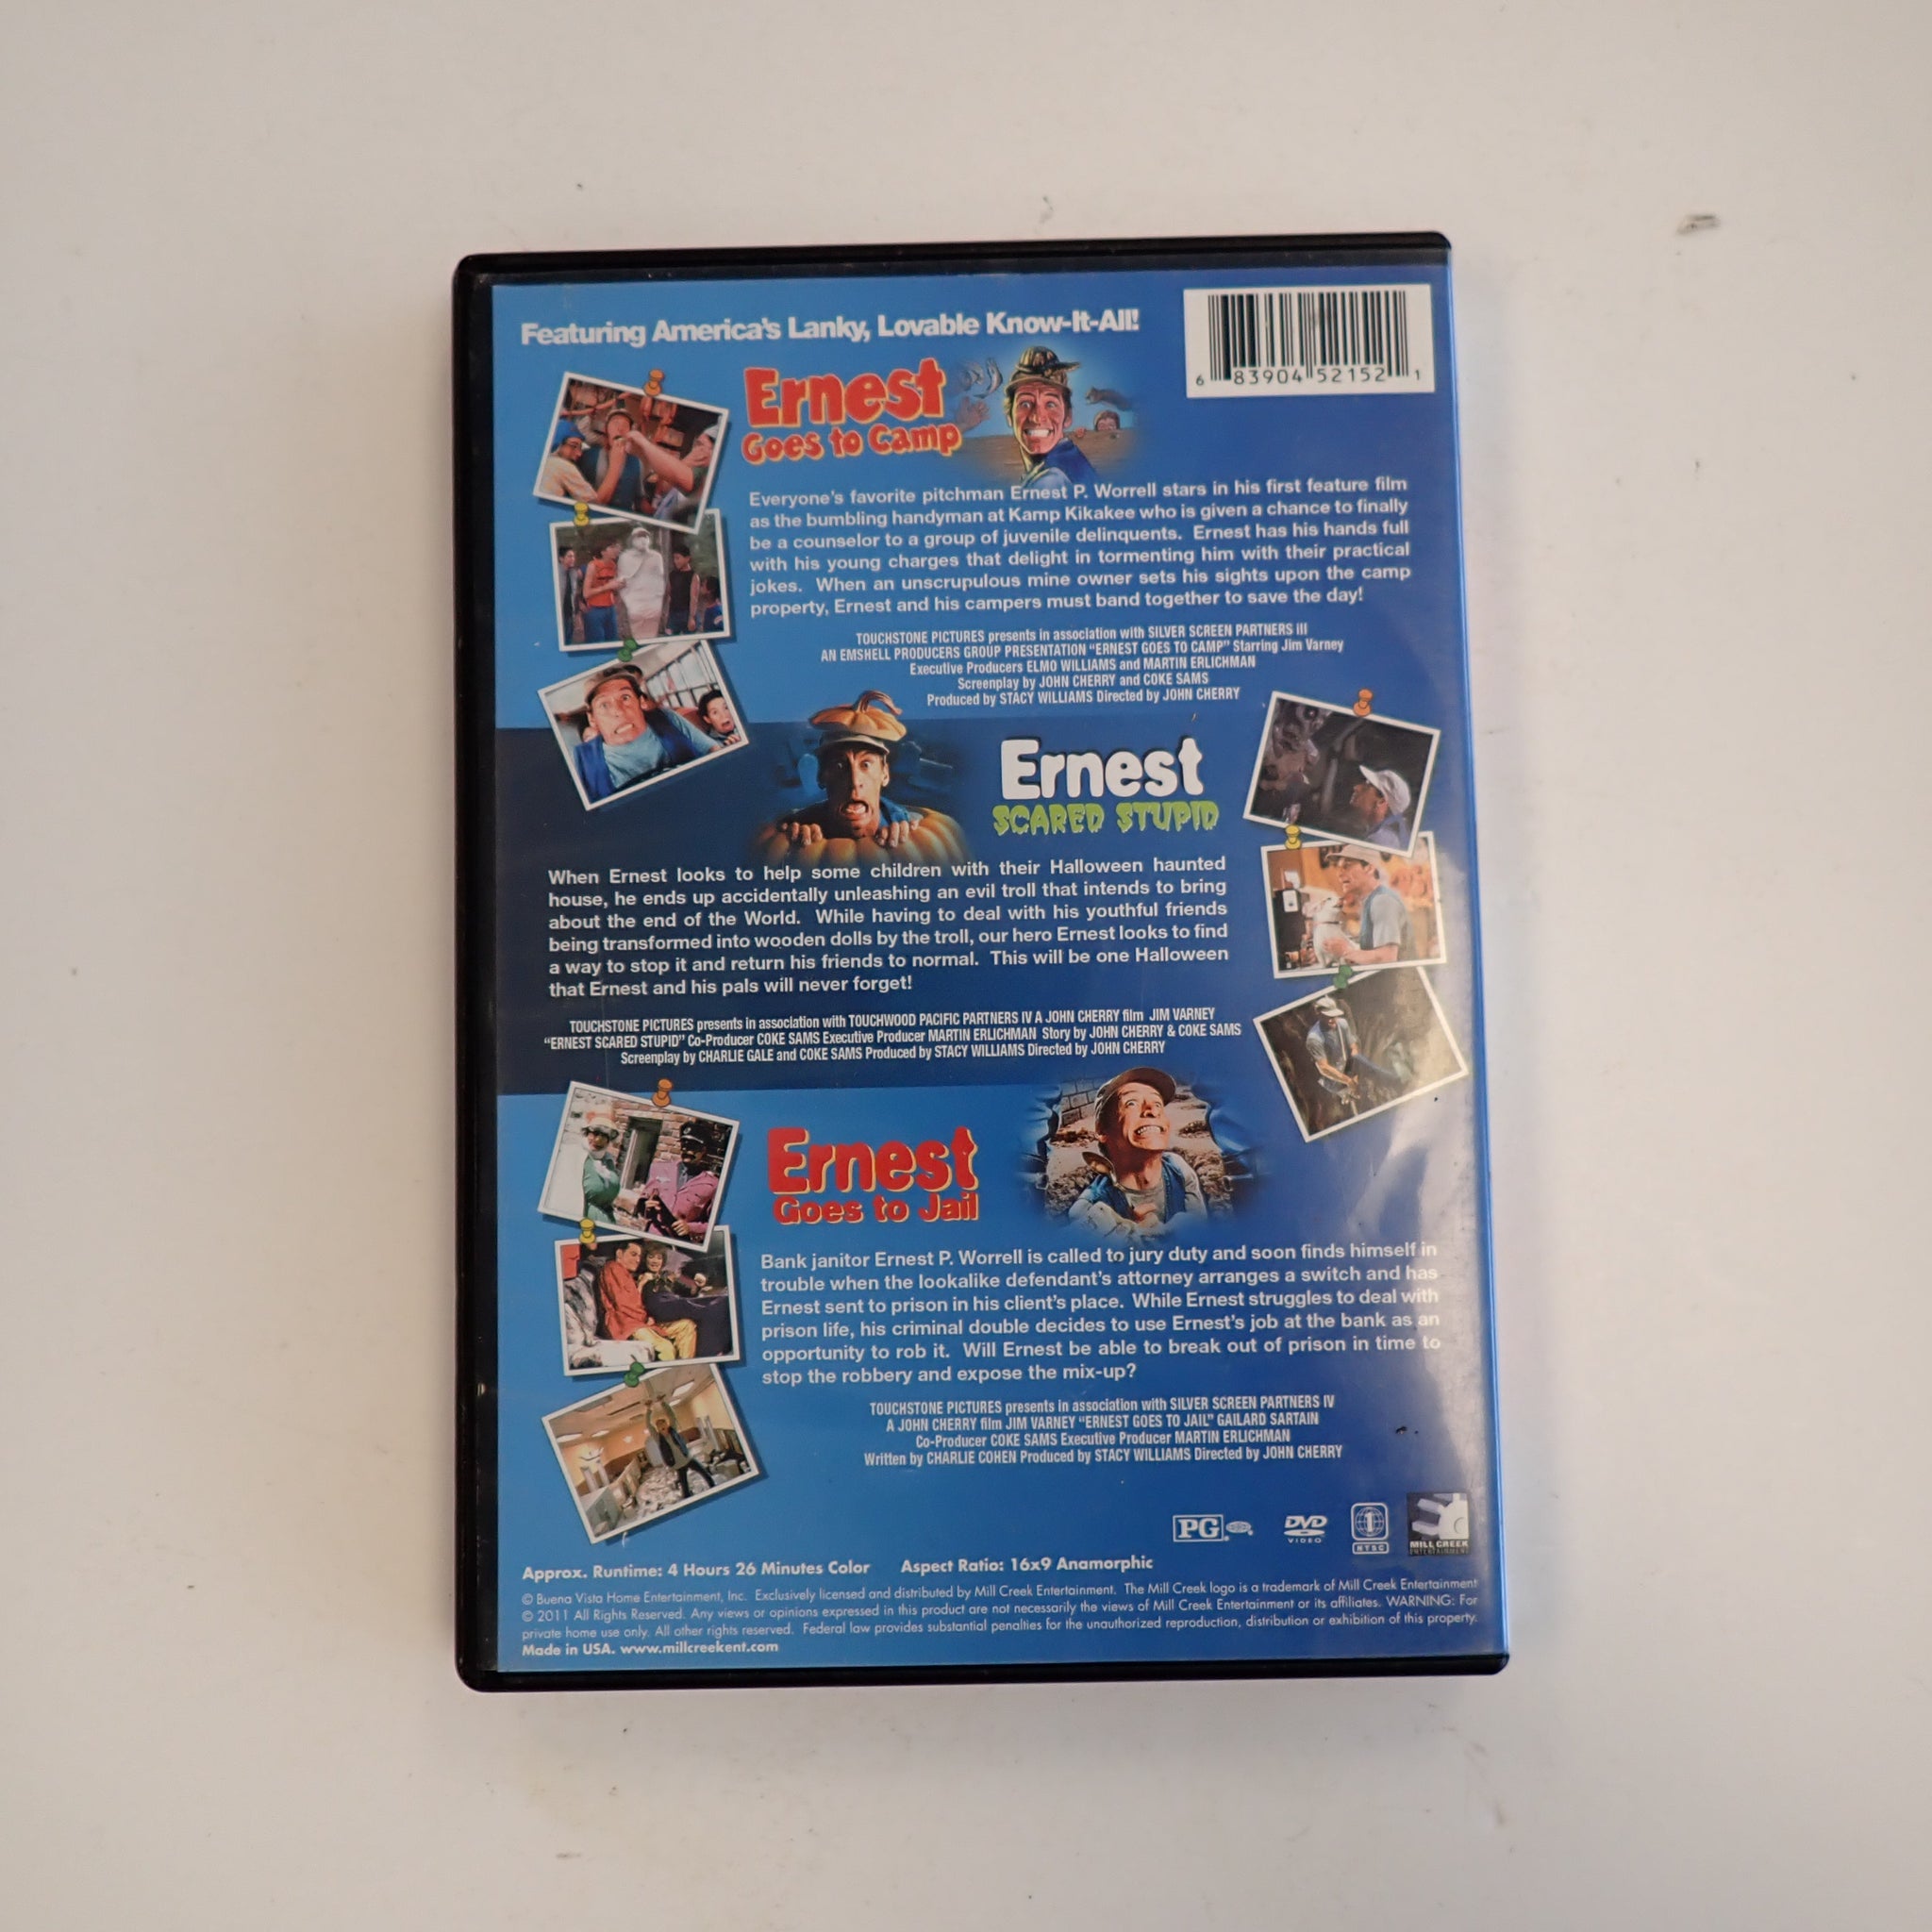 Featuring America's Lanky, Lovable Know-It-All!
6 83904 52152 1
Ernest
Goes to Camp
Everyone's favorite pitchman Ernest P. Worrell stars in his first feature film
as the bumbling handyman at Kamp Kikakee who is given a chance to finally
be a counselor to a group of juvenile delinquents. Ernest has his hands full
with his young charges that delight in tormenting him with their practical
jokes. When an unscrupulous mine owner sets his sights upon the camp
property, Ernest and his campers must band together to save the day!
TOUCHSTONE PICTURES presents in association with SILVER SCREEN PARTNERS III
AN EMSHELL PRODUCERS GROUP PRESENTATION "ERNEST GOES TO CAMP" Starring Jim Varney
Executive Producers ELMO WILLIAMS and MARTIN ERLICHMAN
Screenplay by JOHN CHERRY and COKE SAMS
Produced by STACY WILLIAMS Directed by JOHN CHERRY
Ernest
SCARED STUPID
When Ernest looks to help some children with their Halloween haunted
house, he ends up accidentally unleashing an evil troll that intends to bring
about the end of the World. While having to deal with his youthful friends
being transformed into wooden dolls by the troll, our hero Ernest looks to find
a way to stop it and return his friends to normal. This will be one Halloween
that Ernest and his pals will never forget!
TOUCHSTONE PICTURES presents in association with TOUCHWOOD PACIFIC PARTNERS IV A JOHN CHERRY film JIM VARNEY
"ERNEST SCARED STUPID" Co-Producer COKE SAMS Executive Producer MARTIN ERLICHMAN Story by JOHN CHERRY & COKE SAMS
Screenplay by CHARLIE GALE and COKE SAMS Produced by STACY WILLIAMS Directed by JOHN CHERRY
Ernest
Goes to Jail
Bank janitor Ernest P. Worrell is called to jury duty and soon finds himself in
trouble when the lookalike defendant's attorney arranges a switch and has
Ernest sent to prison in his client's place. While Ernest struggles to deal with
prison life, his criminal double decides to use Ernest's job at the bank as an
opportunity to rob it. Will Ernest be able to break out of prison in time to
stop the robbery and expose the mix-up?
TOUCHSTONE PICTURES presents in association with SILVER SCREEN PARTNERS IV
A JOHN CHERRY film JIM VARNEY "ERNEST GOES TO JAIL" GAILARD SARTAIN
Co-Producer COKE SAMS Executive Producer MARTIN ERLICHMAN
Written by CHARLIE COHEN Produced by STACY WILLIAMS Directed by JOHN CHERRY
PG DVD VIDEO 1 NTSC MILL CREEK ENTERTAINMENT
Approx. Runtime: 4 Hours 26 Minutes Color Aspect Ratio: 16x9 Anamorphic
© Buena Vista Home Entertainment, Inc. Exclusively licensed and distributed by Mill Creek Entertainment. The Mill Creek logo is a trademark of Mill Creek Entertainment
© 2011 All Rights Reserved. Any views or opinions expressed in this product are not necessarily the views of Mill Creek Entertainment or its affiliates. WARNING: For
private home use only. All other rights reserved. Federal law provides substantial penalties for the unauthorized reproduction, distribution or exhibition of this property.
Made in USA. www.millcreekent.com